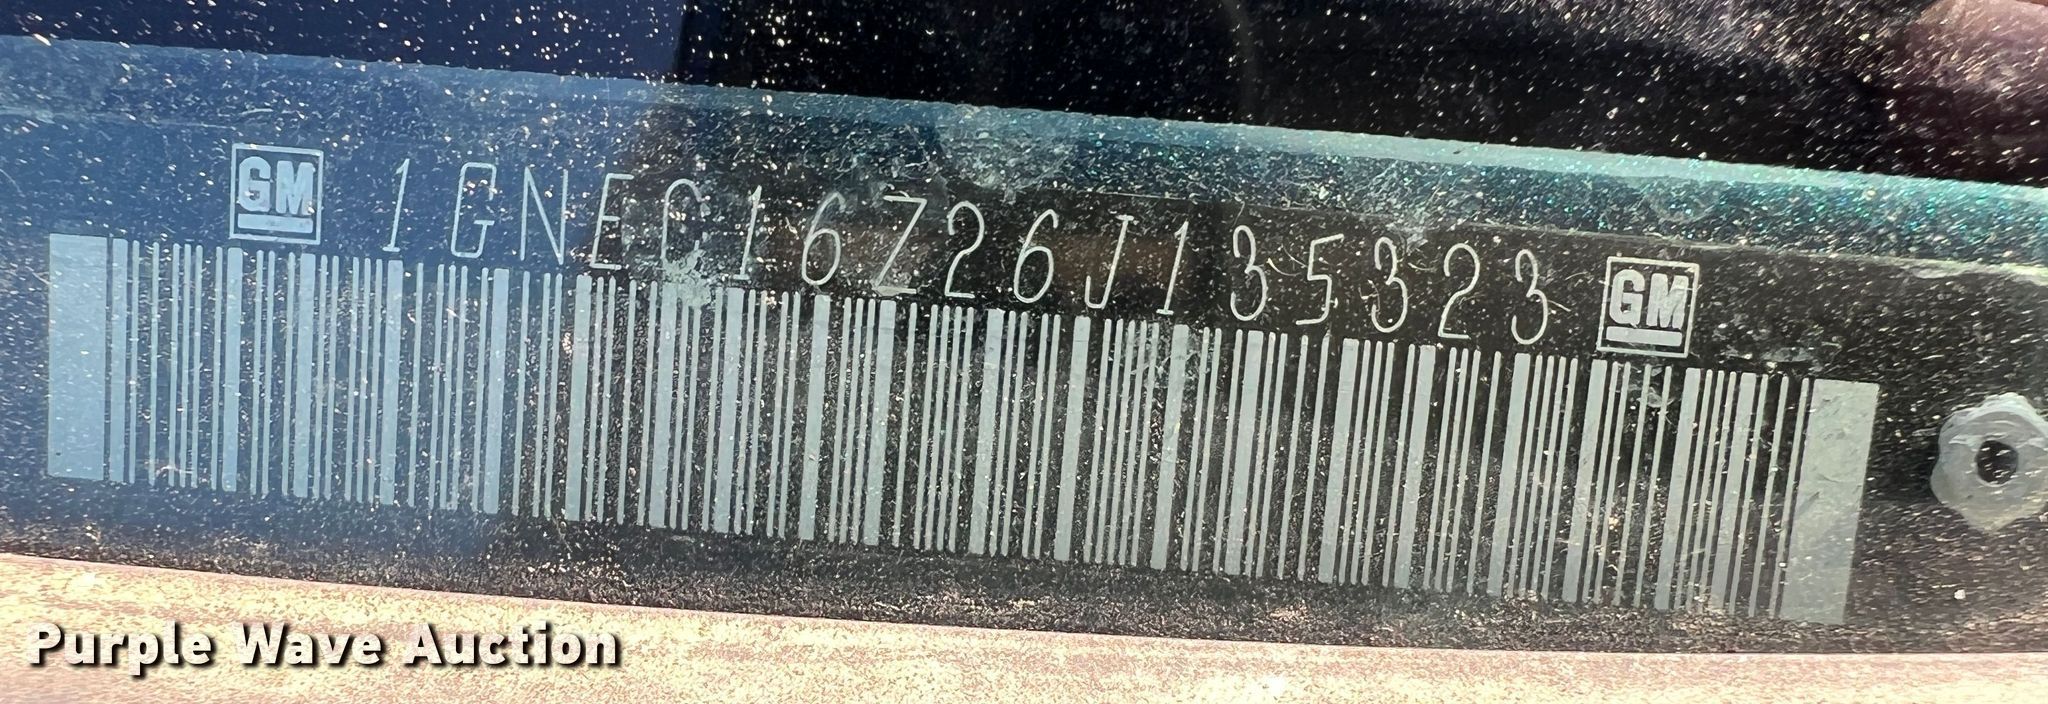 GM 1GNEC16Z26J135323 GM
Purple Wave Auction